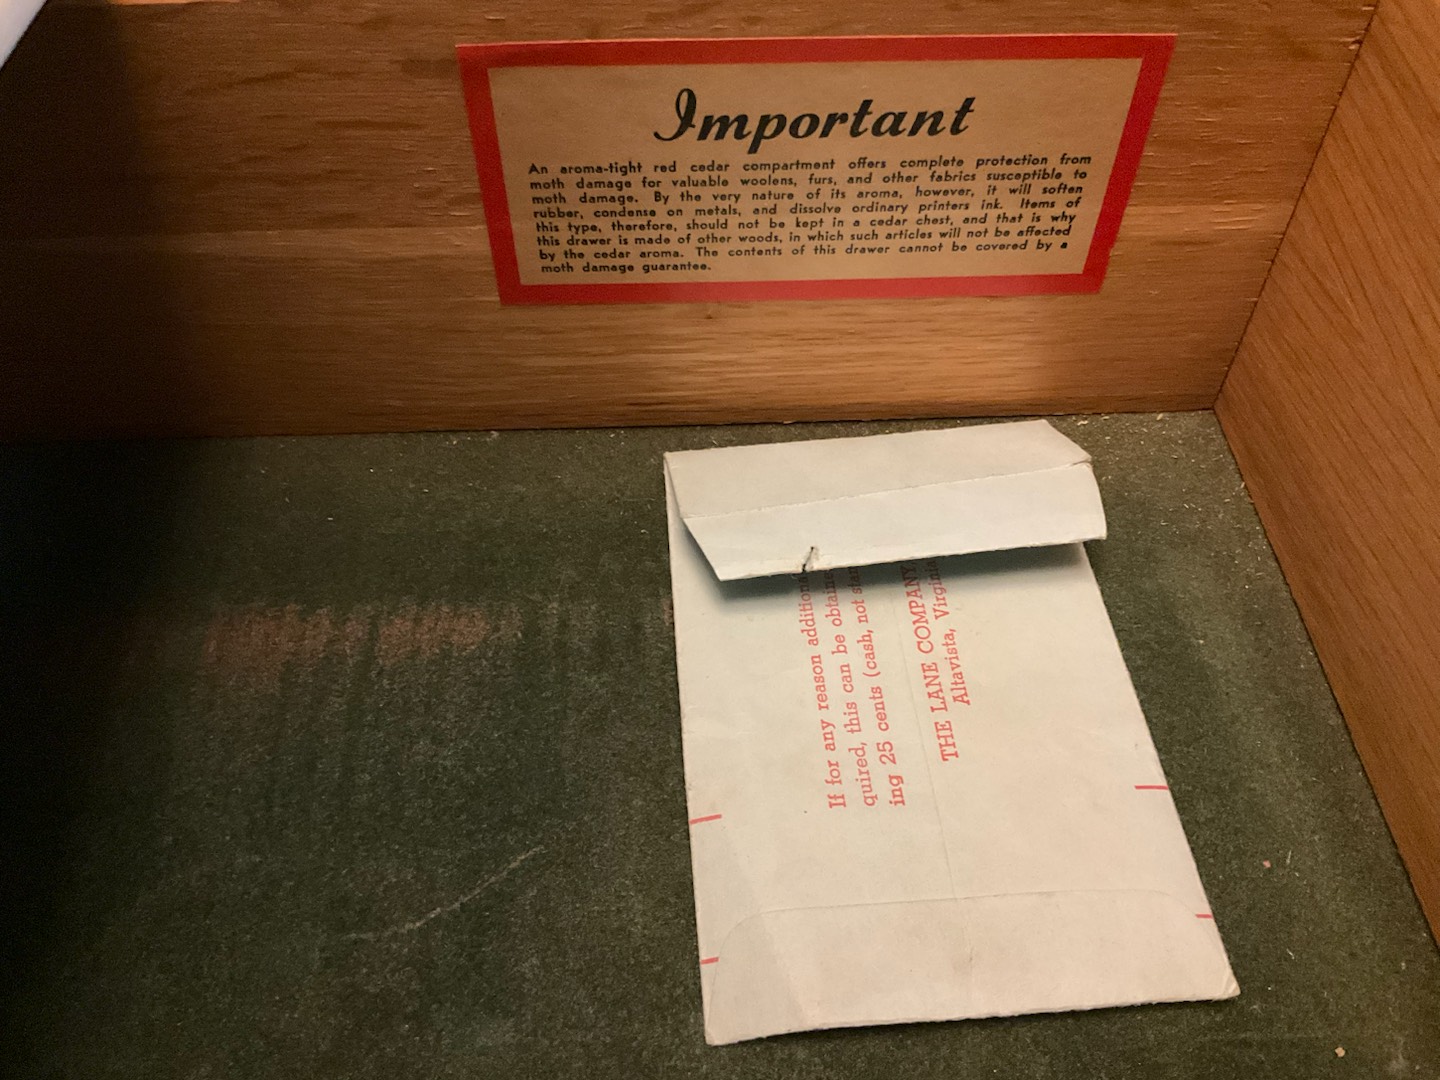 Important
An aroma-tight red cedar compartment offers complete protection from
moth damage for valuable woolens, furs, and other fabrics susceptible to
moth damage. By the very nature of its aroma, however, it will soften
rubber, condense on metals, and dissolve ordinary printers ink. Items of
this type, therefore, should not be kept in a cedar chest, and that is why
this drawer is made of other woods, in which such articles will not be affected
by the cedar aroma. The contents of this drawer cannot be covered by a
moth damage guarantee.
If for any reason additiona
quired, this can be obtaine
ing 25 cents (cash, not stam
THE LANE COMPANY
Altavista, Virginia